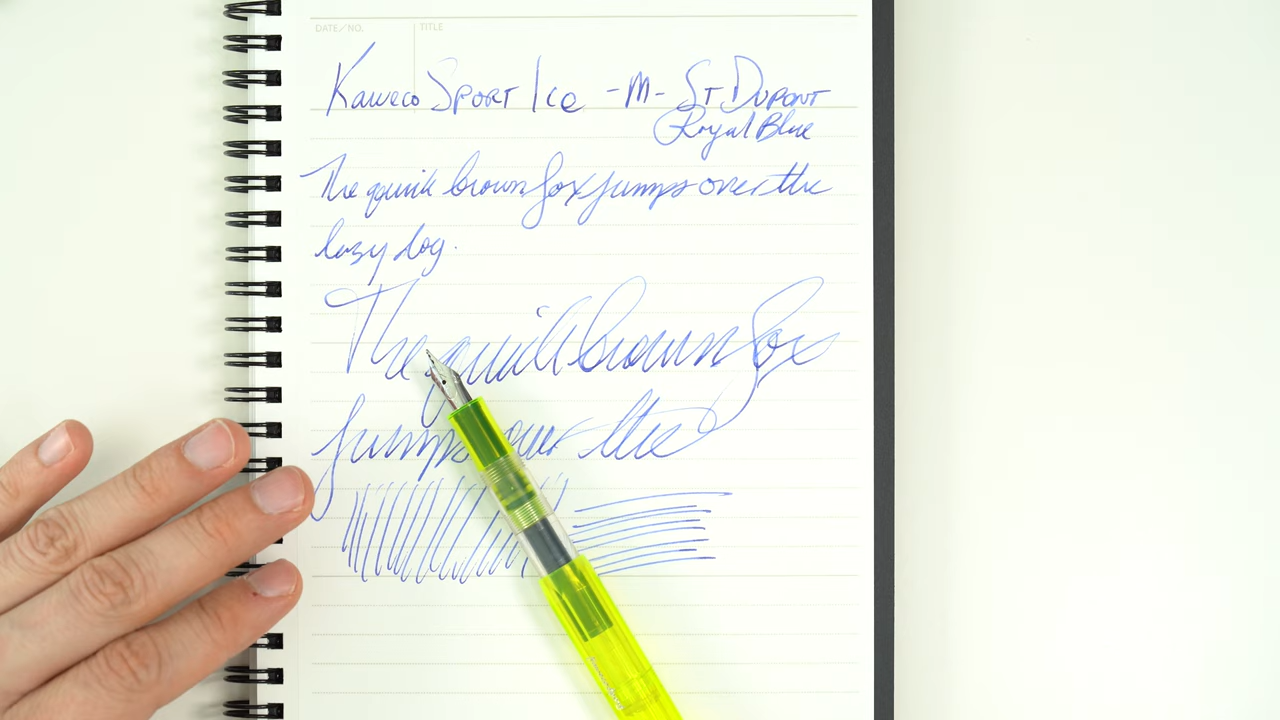 DATE/NO. TITLE
Kaweco SPORT Ice - M - ST DUPONT
Royal Blue
The quick brown fox jumps over the
lazy dog.
The quick brown fox
jumps over the